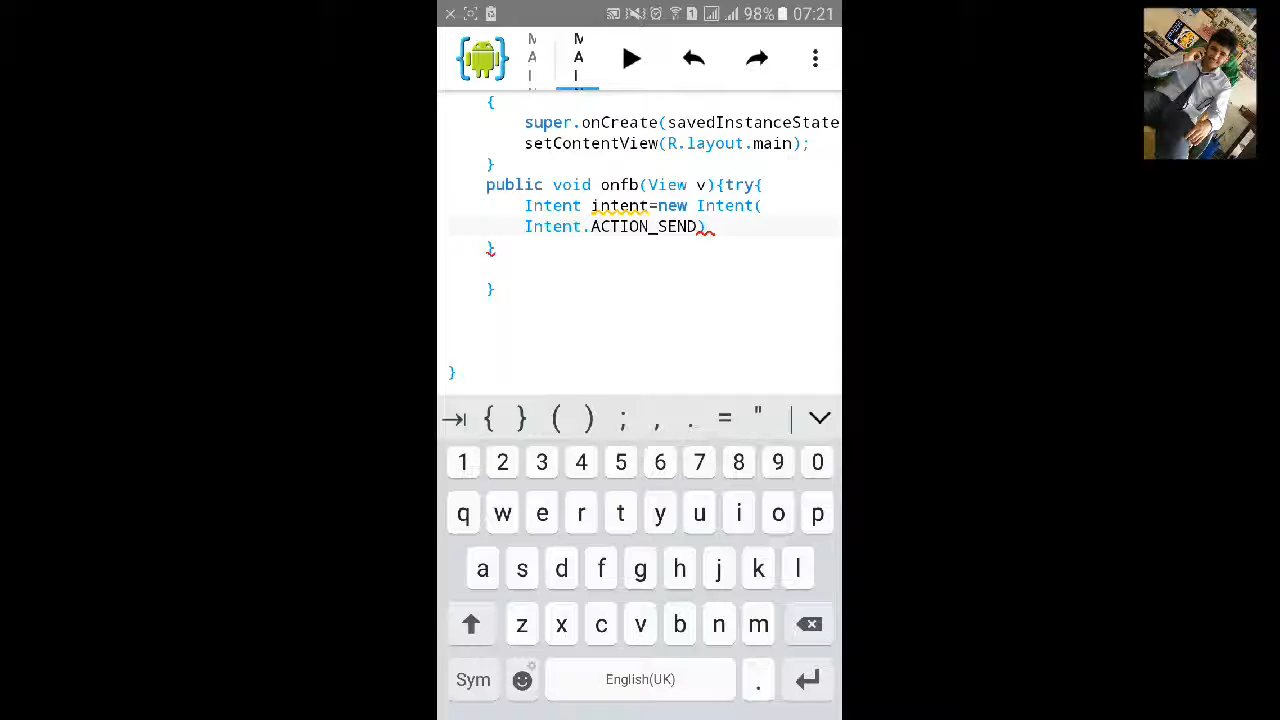 98% 07:21
M
A
I
M
A
I
{
super.onCreate(savedInstanceState
setContentView(R.layout.main);
}
public void onfb(View v){try{
Intent intent=new Intent(
Intent.ACTION_SEND)
}
}
}
{ } ( ) ; , . = " |
1 2 3 4 5 6 7 8 9 0
q w e r t y u i o p
a s d f g h j k l
z x c v b n m
Sym English(UK) .